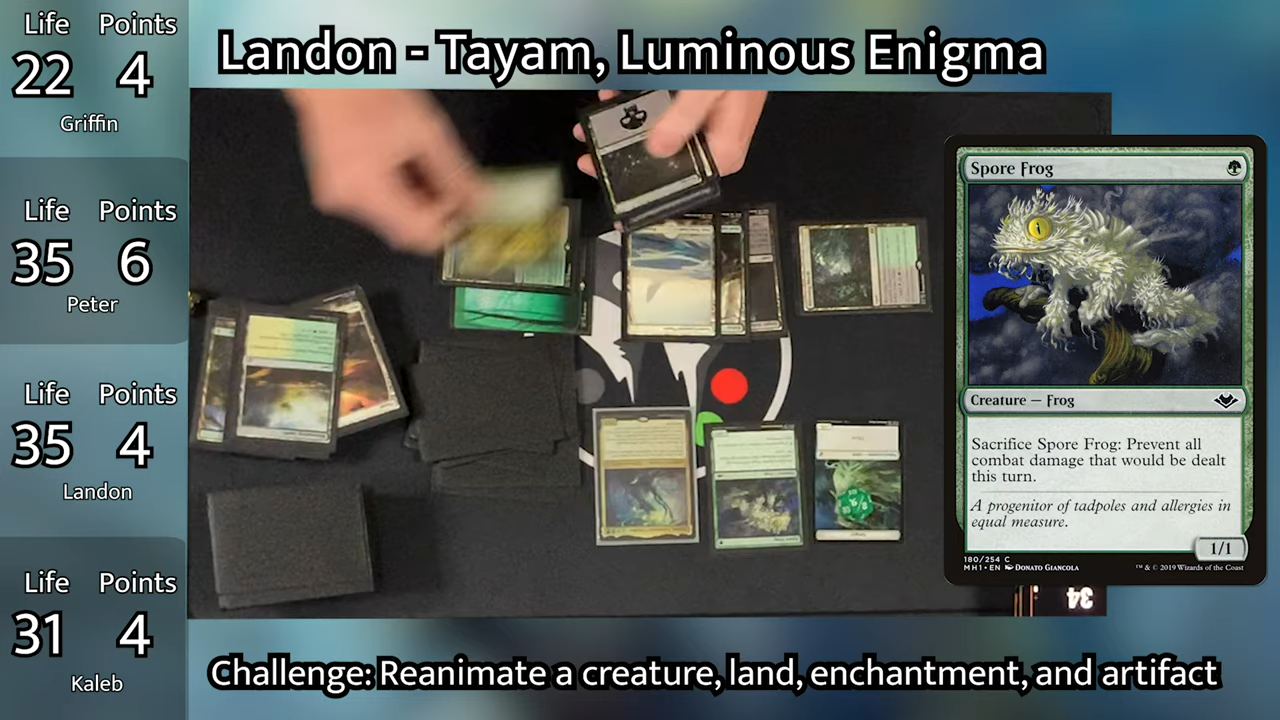 Life Points
22 4
Griffin
Life Points
35 6
Peter
Life Points
35 4
Landon
Life Points
31 4
Kaleb
Landon - Tayam, Luminous Enigma
Spore Frog
Creature — Frog
Sacrifice Spore Frog: Prevent all
combat damage that would be dealt
this turn.
A progenitor of tadpoles and allergies in
equal measure.
1/1
180/254 C
MH1 • EN Donato Giancola
™ & © 2019 Wizards of the Coast
34
Challenge: Reanimate a creature, land, enchantment, and artifact